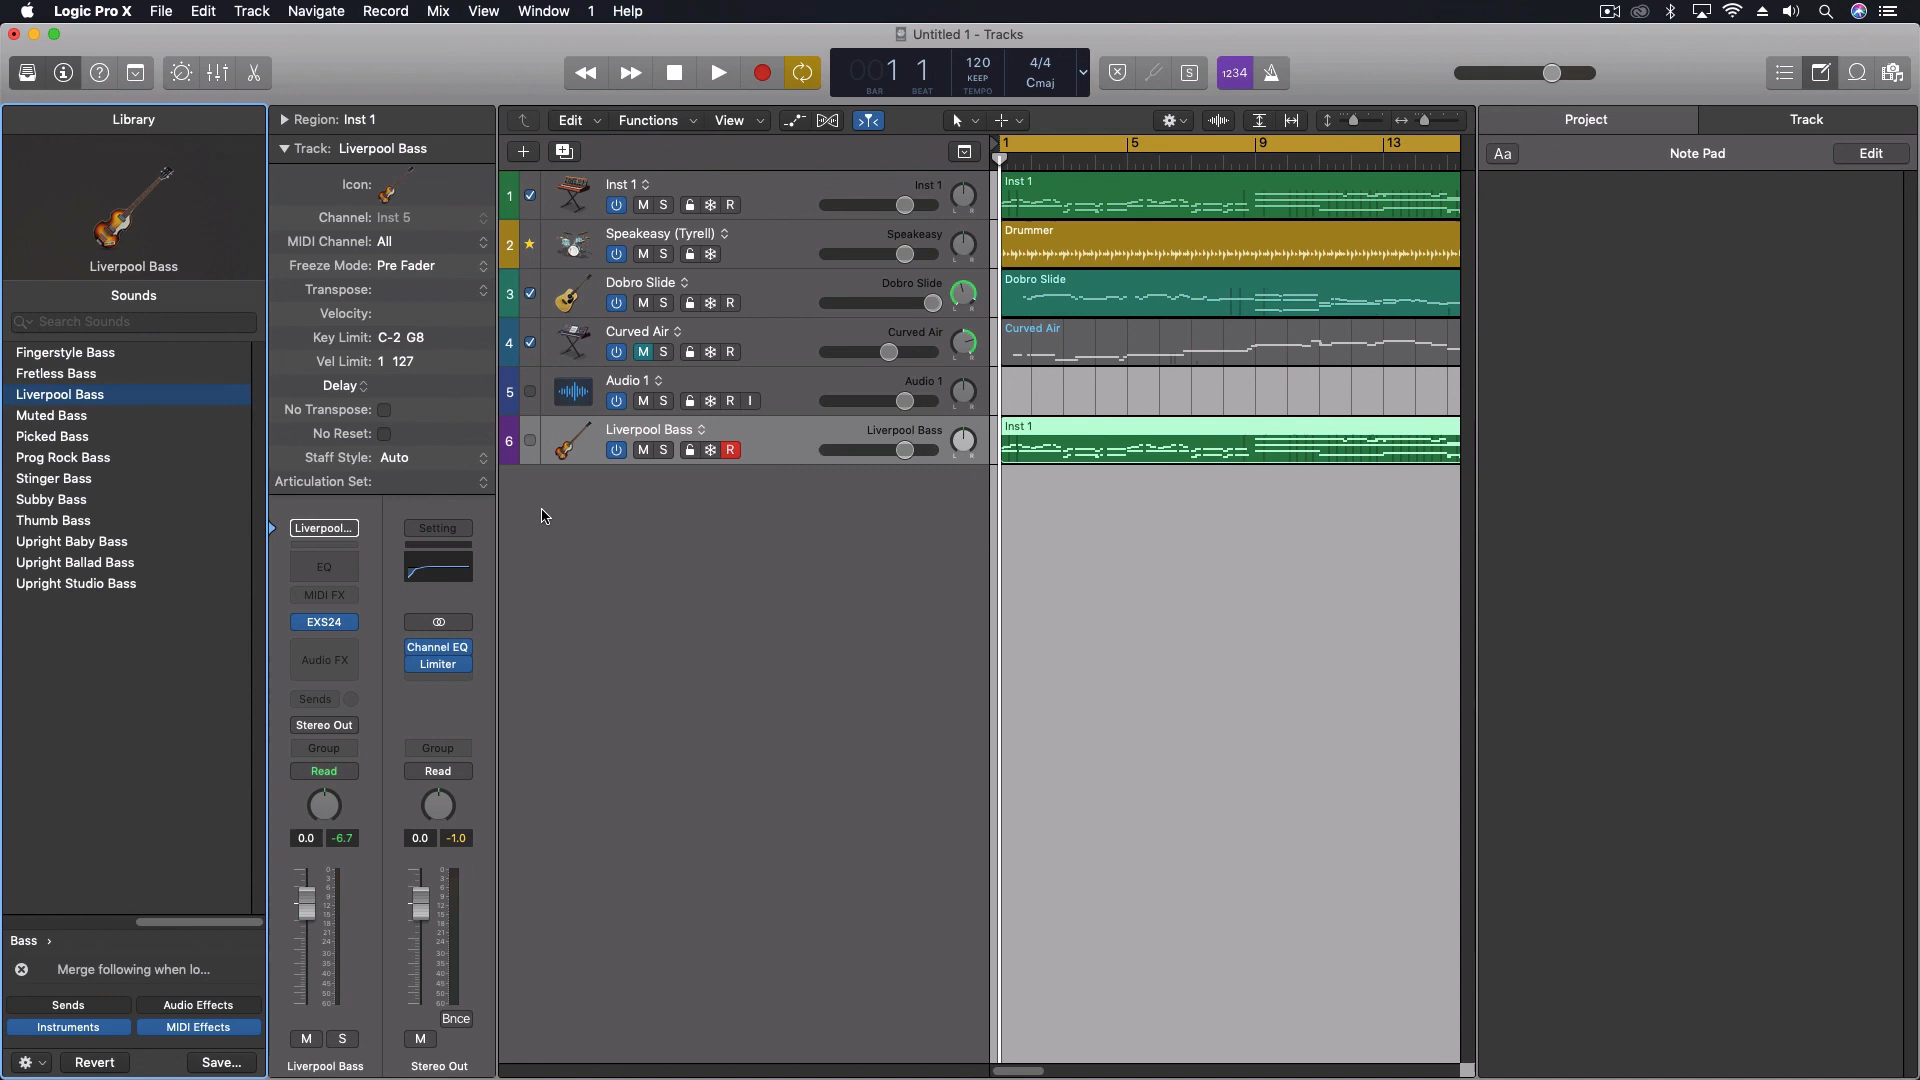 Logic Pro X File Edit Track Navigate Record Mix View Window 1 Help
Untitled 1 - Tracks
001 1
BAR BEAT
120
KEEP
TEMPO
4/4
Cmaj
S
1234
Library
Liverpool Bass
Sounds
Search Sounds
Fingerstyle Bass
Fretless Bass
Liverpool Bass
Muted Bass
Picked Bass
Prog Rock Bass
Stinger Bass
Subby Bass
Thumb Bass
Upright Baby Bass
Upright Ballad Bass
Upright Studio Bass
Bass
Merge following when lo...
Sends Audio Effects
Instruments MIDI Effects
Revert Save...
Region: Inst 1
Track: Liverpool Bass
Icon:
Channel: Inst 5
MIDI Channel: All
Freeze Mode: Pre Fader
Transpose:
Velocity:
Key Limit: C-2 G8
Vel Limit: 1 127
Delay
No Transpose:
No Reset:
Staff Style: Auto
Articulation Set:
Liverpool... Setting
EQ
MIDI FX
EXS24
Audio FX
Channel EQ
Limiter
Sends
Stereo Out
Group Group
Read Read
0.0 -6.7 0.0 -1.0
Bnce
M S M
Liverpool Bass Stereo Out
Edit Functions View
1 5 9 13
1 Inst 1 Inst 1
M S R L R
2 Speakeasy (Tyrell) Speakeasy
M S L R
3 Dobro Slide Dobro Slide
M S R L R
4 Curved Air Curved Air
M S R L R
5 Audio 1 Audio 1
M S R I L R
6 Liverpool Bass Liverpool Bass
M S R L R
Inst 1
Drummer
Dobro Slide
Curved Air
Inst 1
Project Track
Aa Note Pad Edit